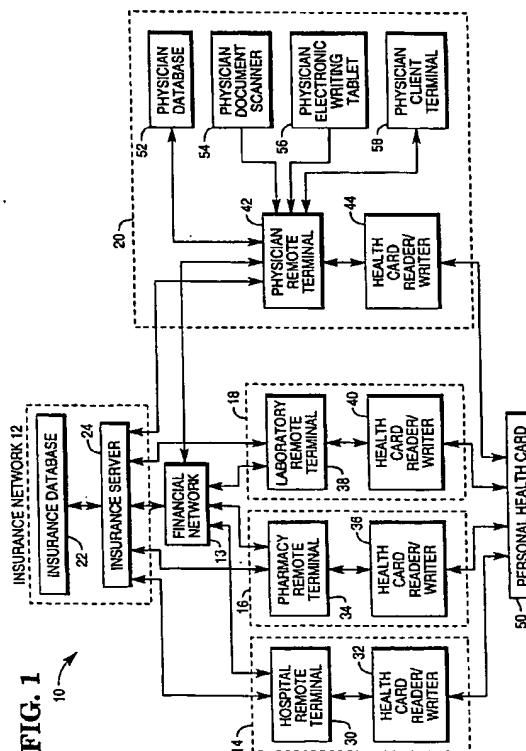 FIG. 1
10
INSURANCE NETWORK 12
INSURANCE DATABASE
22
24
INSURANCE SERVER
FINANCIAL
NETWORK
13
14
HOSPITAL
REMOTE
TERMINAL
30
32
HEALTH
CARD
READER/
WRITER
16
PHARMACY
REMOTE
TERMINAL
34
36
HEALTH
CARD
READER/
WRITER
18
LABORATORY
REMOTE
TERMINAL
38
40
HEALTH
CARD
READER/
WRITER
20
42
PHYSICIAN
REMOTE
TERMINAL
44
HEALTH
CARD
READER/
WRITER
52
PHYSICIAN
DATABASE
54
PHYSICIAN
DOCUMENT
SCANNER
56
PHYSICIAN
ELECTRONIC
WRITING
TABLET
58
PHYSICIAN
CLIENT
TERMINAL
50
PERSONAL HEALTH CARD